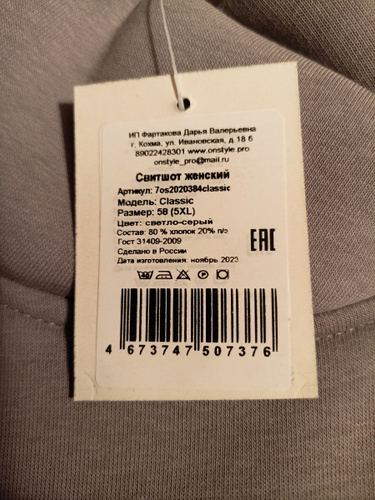 ИП Фартакова Дарья Валерьевна
г. Кохма, ул. Ивановская, д.18 б
89022428301 www.onstyle.pro
onstyle_pro@mail.ru
Свитшот женский
Артикул: 7os2020384classic
Модель: Classic
Размер: 58 (5XL)
Цвет: светло-серый
Состав: 80 % хлопок 20% п/э
Гост 31409-2009
Сделано в России
Дата изготовления: ноябрь 2023
EAC
4 673747 507376